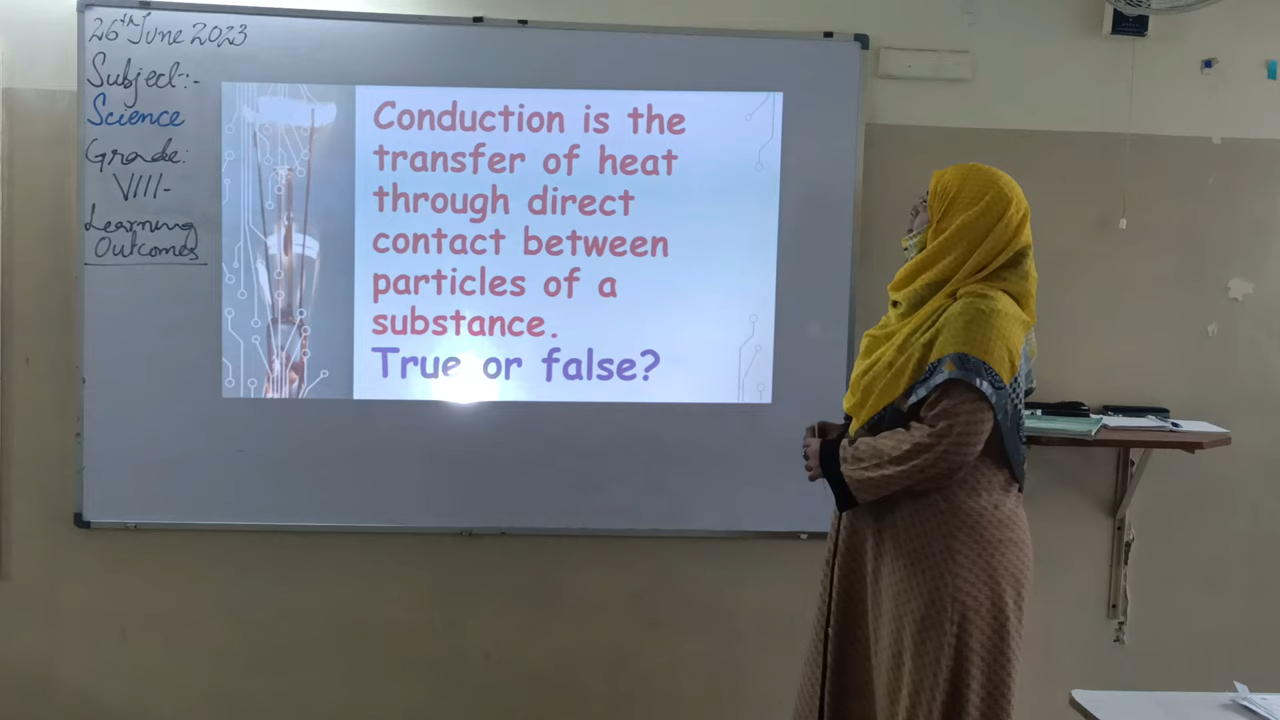 26th June 2023
Subject:-
Science
Grade:
VIII-
Learning
Outcomes
Conduction is the
transfer of heat
through direct
contact between
particles of a
substance.
True or false?